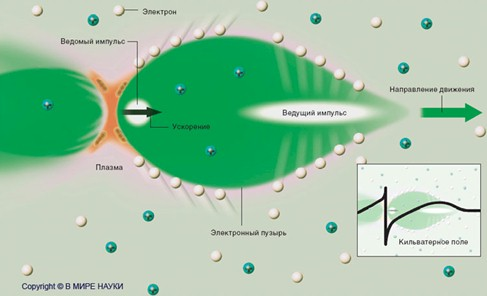 Электрон
Ведомый импульс
Направление движения
Ведущий импульс
Ускорение
Плазма
Электронный пузырь
Кильватерное поле
Copyright © В МИРЕ НАУКИ